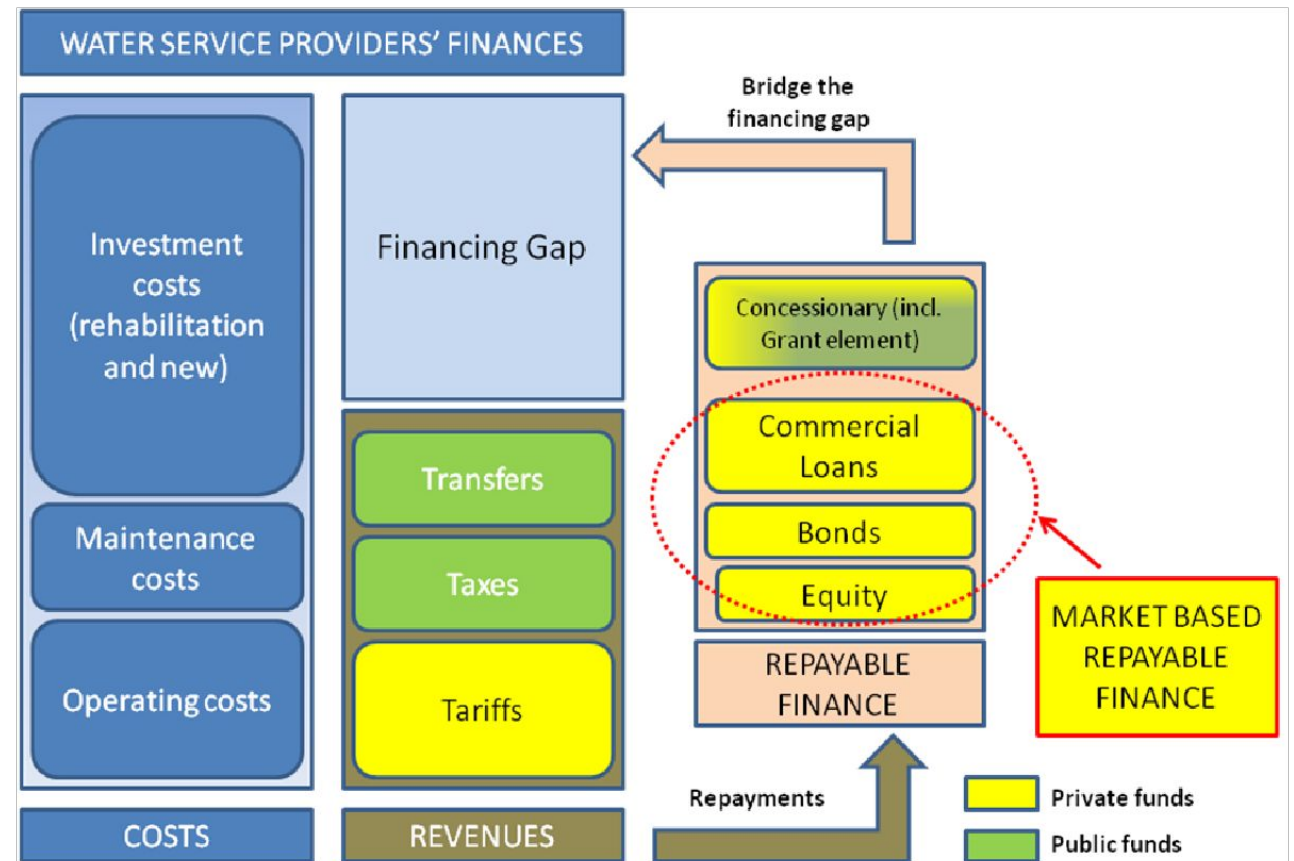 WATER SERVICE PROVIDERS' FINANCES
Investment
costs
(rehabilitation
and new)
Maintenance
costs
Operating costs
COSTS
Financing Gap
Transfers
Taxes
Tariffs
REVENUES
Bridge the
financing gap
Concessionary (incl.
Grant element)
Commercial
Loans
Bonds
Equity
REPAYABLE
FINANCE
Repayments
MARKET BASED
REPAYABLE
FINANCE
Private funds
Public funds